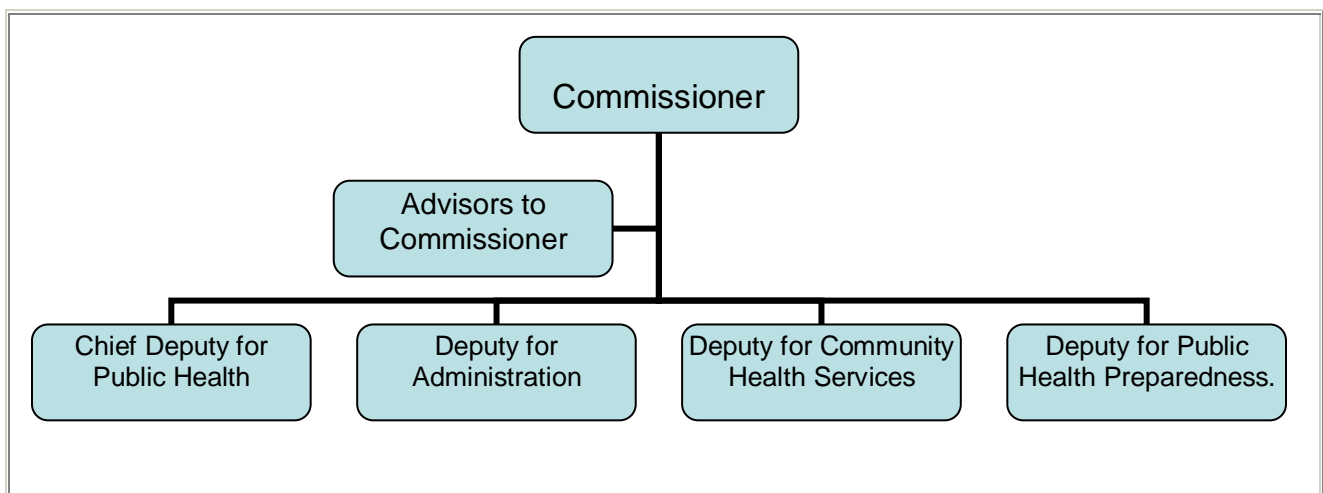 Commissioner
Advisors to
Commissioner
Chief Deputy for
Public Health
Deputy for
Administration
Deputy for Community
Health Services
Deputy for Public
Health Preparedness.